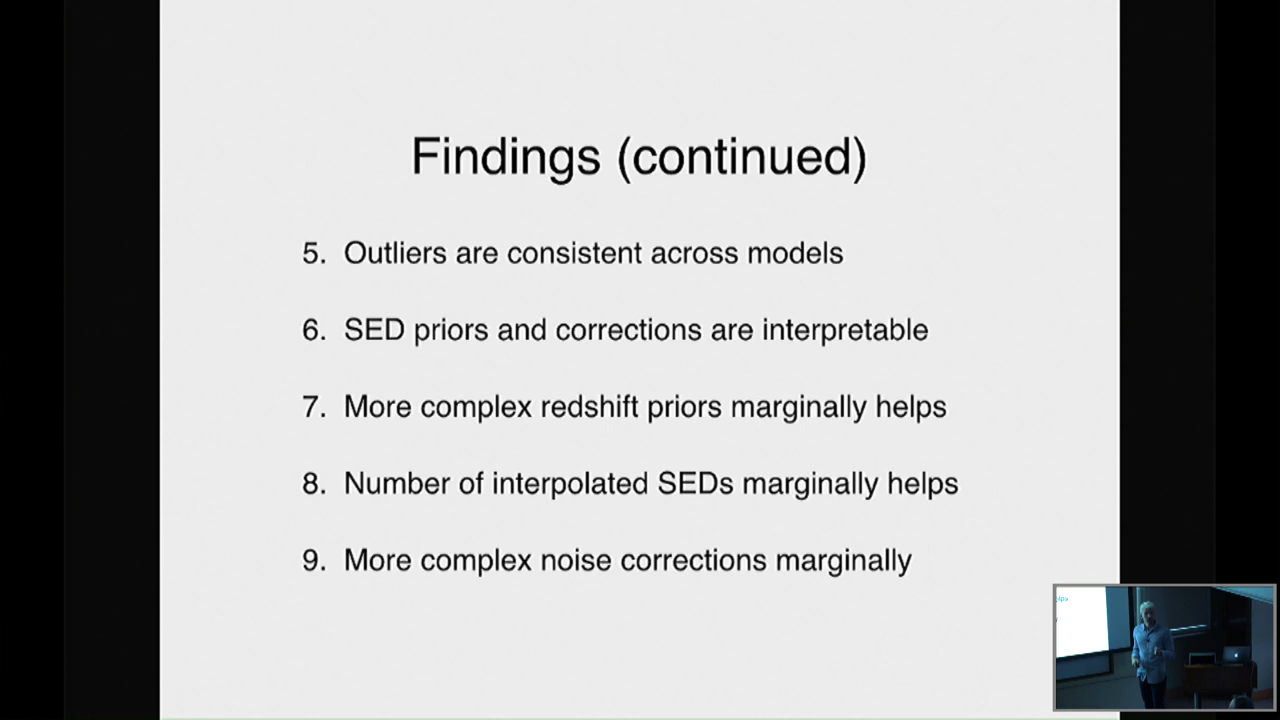 Findings (continued)
5. Outliers are consistent across models
6. SED priors and corrections are interpretable
7. More complex redshift priors marginally helps
8. Number of interpolated SEDs marginally helps
9. More complex noise corrections marginally